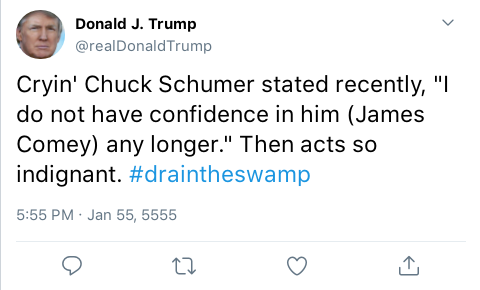 Donald J. Trump
@realDonaldTrump
Cryin' Chuck Schumer stated recently, "I
do not have confidence in him (James
Comey) any longer." Then acts so
indignant. #draintheswamp
5:55 PM · Jan 55, 5555